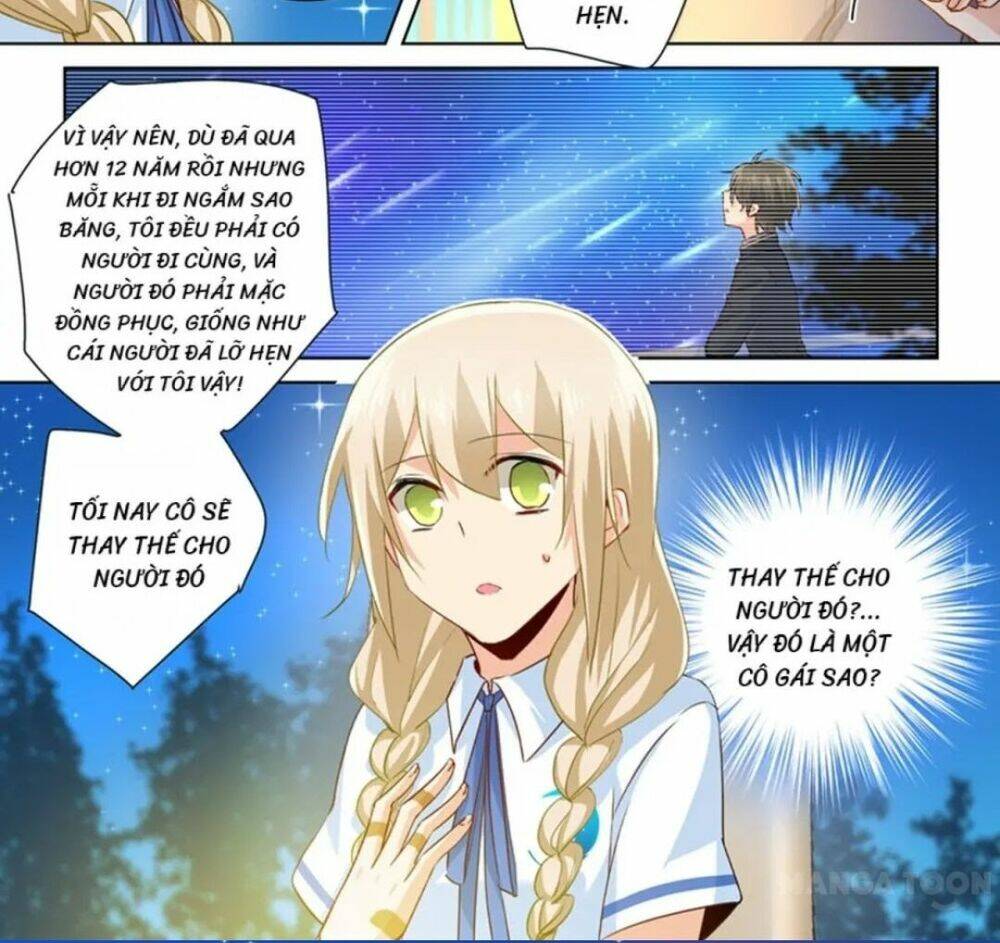 HẸN.
VÌ VẬY NÊN, DÙ ĐÃ QUA
HƠN 12 NĂM RỒI NHƯNG
MỖI KHI ĐI NGẮM SAO
BĂNG, TÔI ĐỀU PHẢI CÓ
NGƯỜI ĐI CÙNG, VÀ
NGƯỜI ĐÓ PHẢI MẶC
ĐỒNG PHỤC, GIỐNG NHƯ
CÁI NGƯỜI ĐÃ LỠ HẸN
VỚI TÔI VẬY!
TỐI NAY CÔ SẼ
THAY THẾ CHO
NGƯỜI ĐÓ
THAY THẾ CHO
NGƯỜI ĐÓ?...
VẬY ĐÓ LÀ MỘT
CÔ GÁI SAO?
MANGATOON